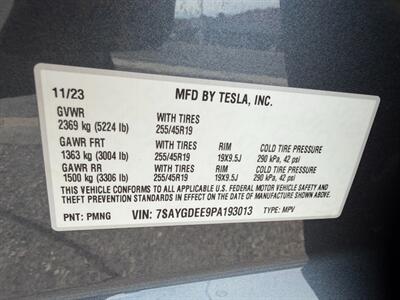 11/23 MFD BY TESLA, INC.
GVWR WITH TIRES
2369 kg (5224 lb) 255/45R19
GAWR FRT WITH TIRES RIM COLD TIRE PRESSURE
1363 kg (3004 lb) 255/45R19 19X9.5J 290 kPa, 42 psi
GAWR RR WITH TIRES RIM COLD TIRE PRESSURE
1500 kg (3306 lb) 255/45R19 19X9.5J 290 kPa, 42 psi
THIS VEHICLE CONFORMS TO ALL APPLICABLE U.S. FEDERAL MOTOR VEHICLE SAFETY AND
THEFT PREVENTION STANDARDS IN EFFECT ON THE DATE OF MANUFACTURE SHOWN ABOVE.
PNT: PMNG VIN: 7SAYGDEE9PA193013 TYPE: MPV